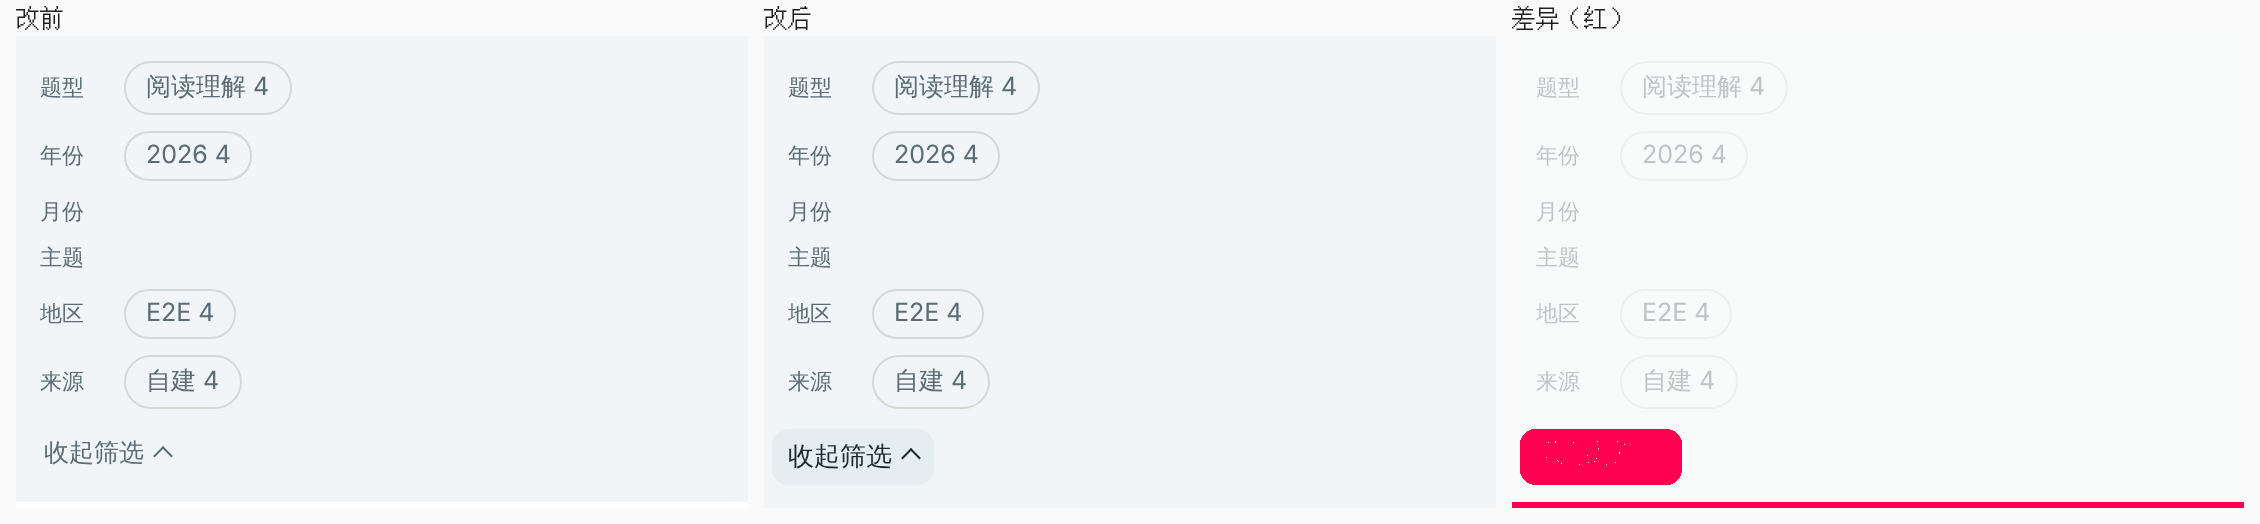 改前
题型 阅读理解 4
年份 2026 4
月份
主题
地区 E2E 4
来源 自建 4
收起筛选
改后
题型 阅读理解 4
年份 2026 4
月份
主题
地区 E2E 4
来源 自建 4
收起筛选
差异（红）
题型 阅读理解 4
年份 2026 4
月份
主题
地区 E2E 4
来源 自建 4